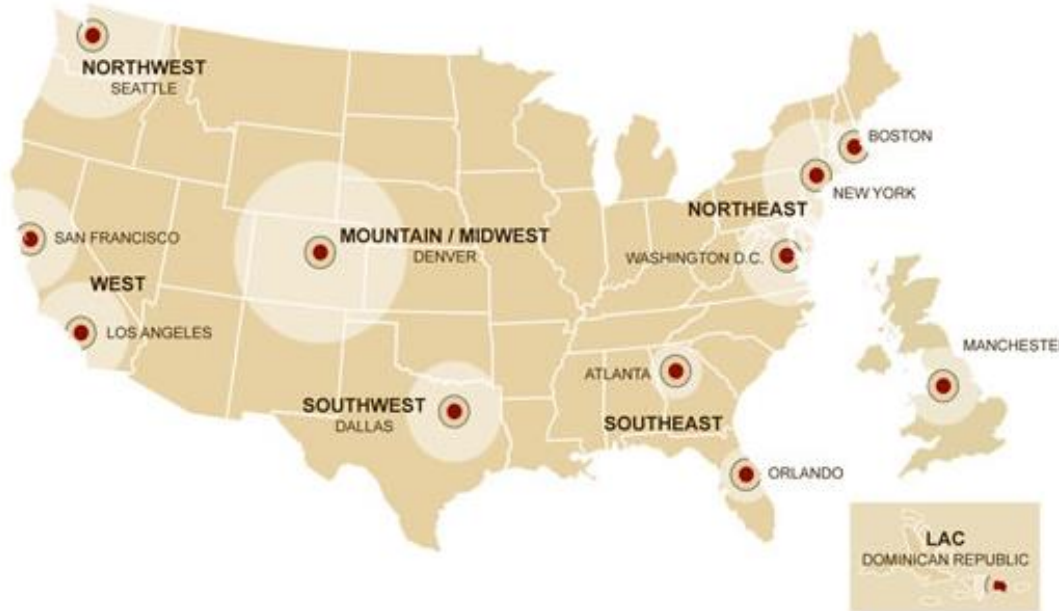 NORTHWEST
SEATTLE
BOSTON
NEW YORK
NORTHEAST
SAN FRANCISCO
MOUNTAIN / MIDWEST
DENVER
WASHINGTON D.C.
WEST
LOS ANGELES
MANCHESTE
ATLANTA
SOUTHWEST
DALLAS
SOUTHEAST
ORLANDO
LAC
DOMINICAN REPUBLIC